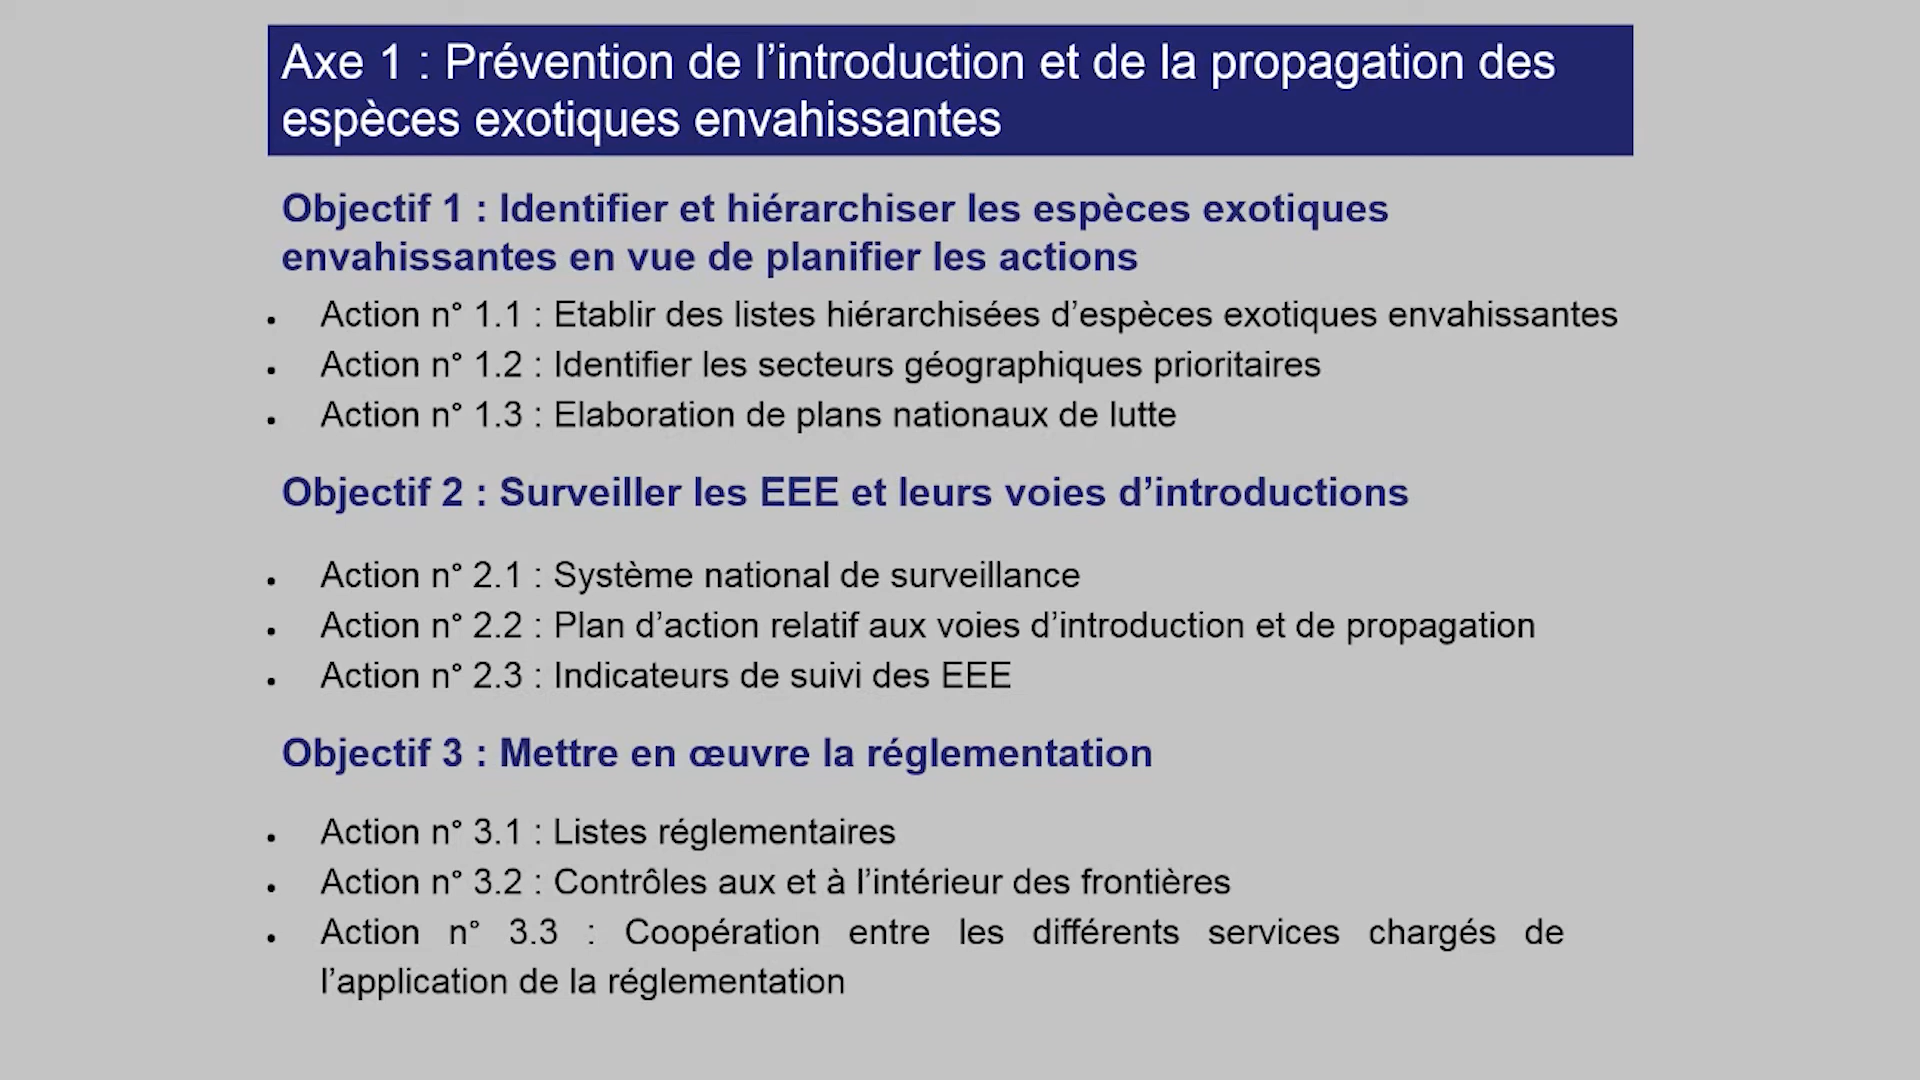 Axe 1 : Prévention de l’introduction et de la propagation des
espèces exotiques envahissantes
Objectif 1 : Identifier et hiérarchiser les espèces exotiques
envahissantes en vue de planifier les actions
• Action n° 1.1 : Etablir des listes hiérarchisées d’espèces exotiques envahissantes
• Action n° 1.2 : Identifier les secteurs géographiques prioritaires
• Action n° 1.3 : Elaboration de plans nationaux de lutte
Objectif 2 : Surveiller les EEE et leurs voies d’introductions
• Action n° 2.1 : Système national de surveillance
• Action n° 2.2 : Plan d’action relatif aux voies d’introduction et de propagation
• Action n° 2.3 : Indicateurs de suivi des EEE
Objectif 3 : Mettre en œuvre la réglementation
• Action n° 3.1 : Listes réglementaires
• Action n° 3.2 : Contrôles aux et à l’intérieur des frontières
• Action n° 3.3 : Coopération entre les différents services chargés de
l’application de la réglementation